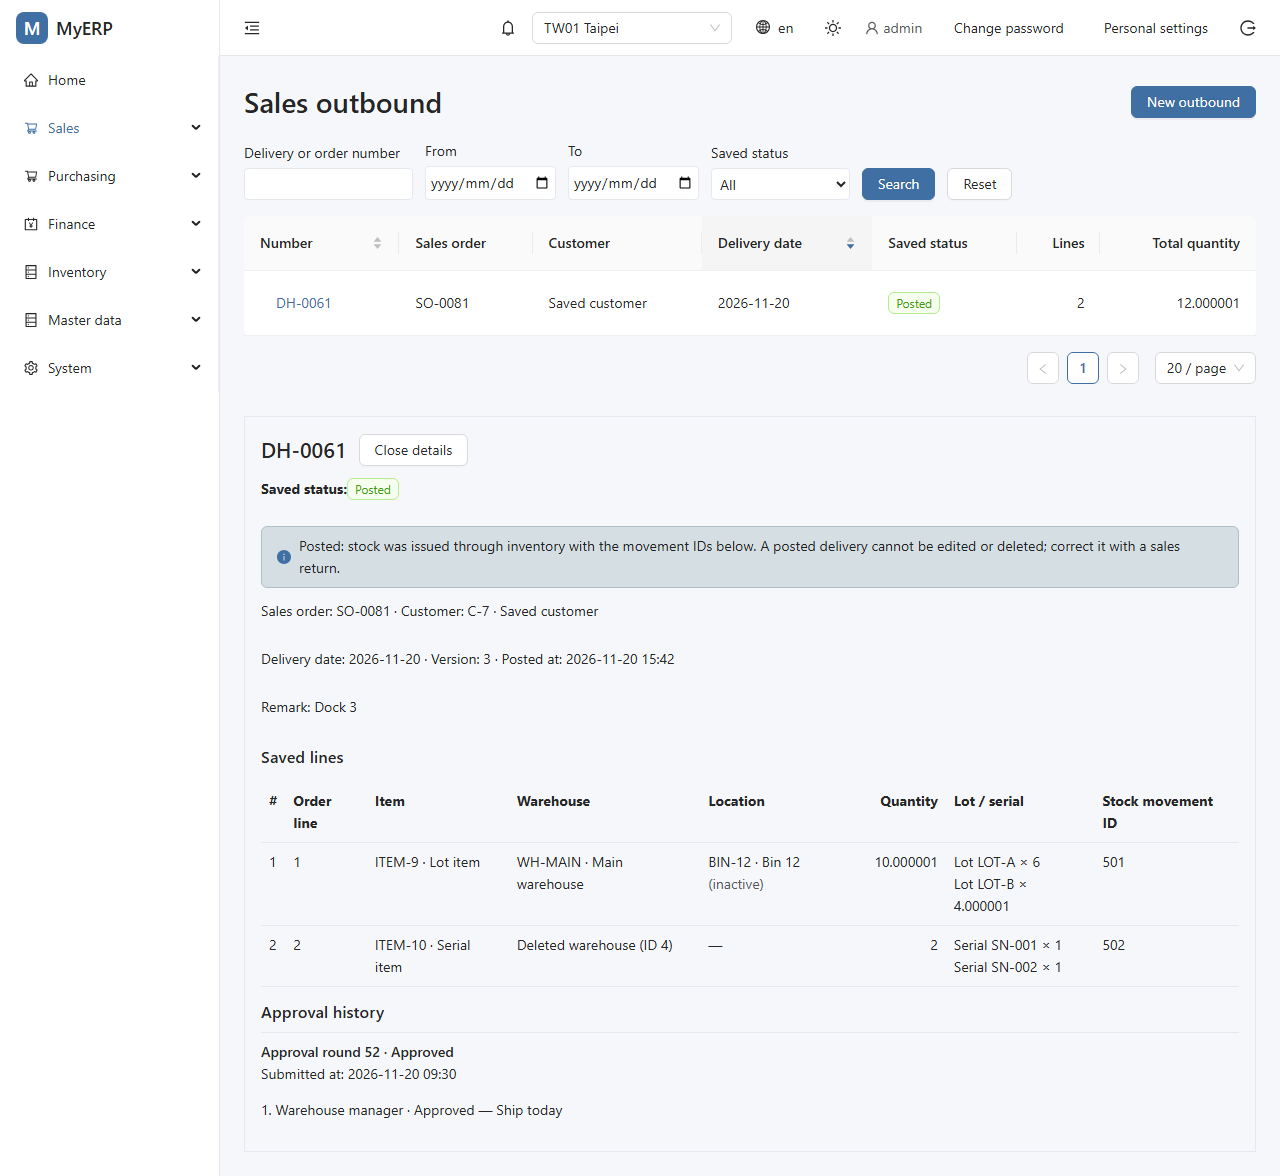 M MyERP
TW01 Taipei
en
admin
Change password
Personal settings
Home
Sales
Purchasing
Finance
Inventory
Master data
System
Sales outbound
New outbound
Delivery or order number
From
To
Saved status
yyyy/mm/dd
yyyy/mm/dd
All
Search
Reset
Number Sales order Customer Delivery date Saved status Lines Total quantity
DH-0061 SO-0081 Saved customer 2026-11-20 Posted 2 12.000001
< 1 > 20 / page
DH-0061 Close details
Saved status: Posted
Posted: stock was issued through inventory with the movement IDs below. A posted delivery cannot be edited or deleted; correct it with a sales
return.
Sales order: SO-0081 · Customer: C-7 · Saved customer
Delivery date: 2026-11-20 · Version: 3 · Posted at: 2026-11-20 15:42
Remark: Dock 3
Saved lines
# Order Item Warehouse Location Quantity Lot / serial Stock movement
line ID
1 1 ITEM-9 · Lot item WH-MAIN · Main BIN-12 · Bin 12 10.000001 Lot LOT-A × 6 501
warehouse (inactive) Lot LOT-B ×
4.000001
2 2 ITEM-10 · Serial Deleted warehouse (ID 4) — 2 Serial SN-001 × 1 502
item Serial SN-002 × 1
Approval history
Approval round 52 · Approved
Submitted at: 2026-11-20 09:30
1. Warehouse manager · Approved — Ship today